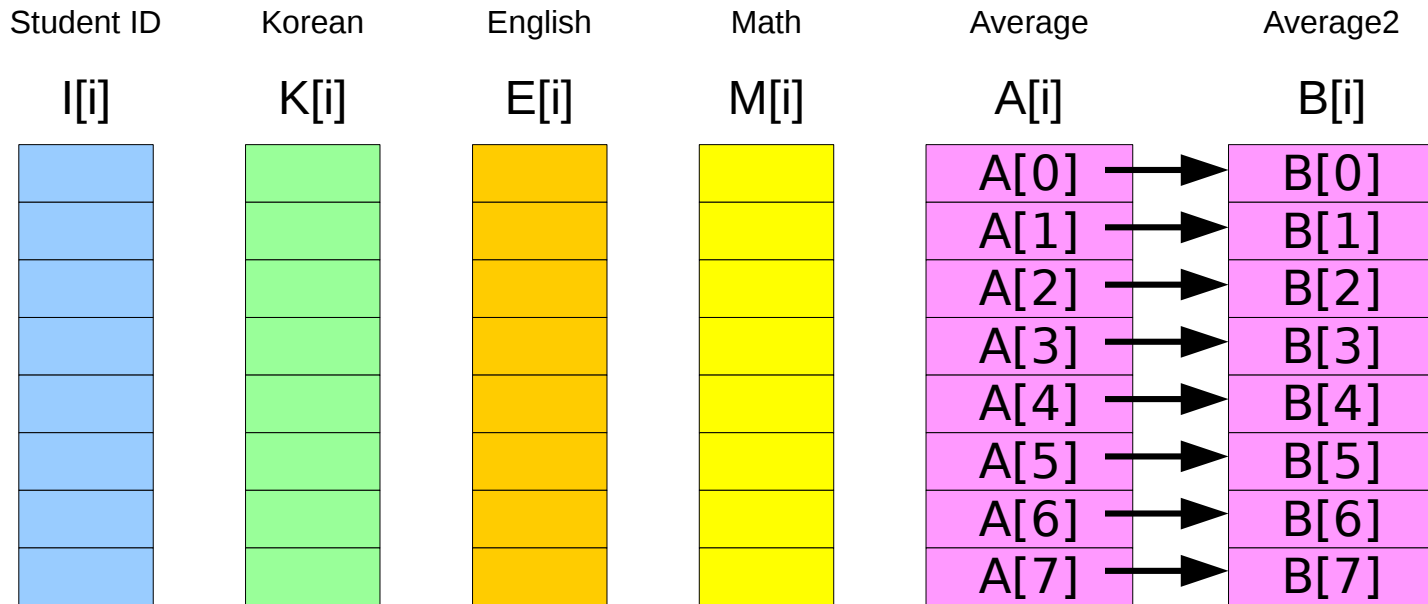 Student ID Korean English Math Average Average2
I[i] K[i] E[i] M[i] A[i] B[i]
A[0] B[0]
A[1] B[1]
A[2] B[2]
A[3] B[3]
A[4] B[4]
A[5] B[5]
A[6] B[6]
A[7] B[7]